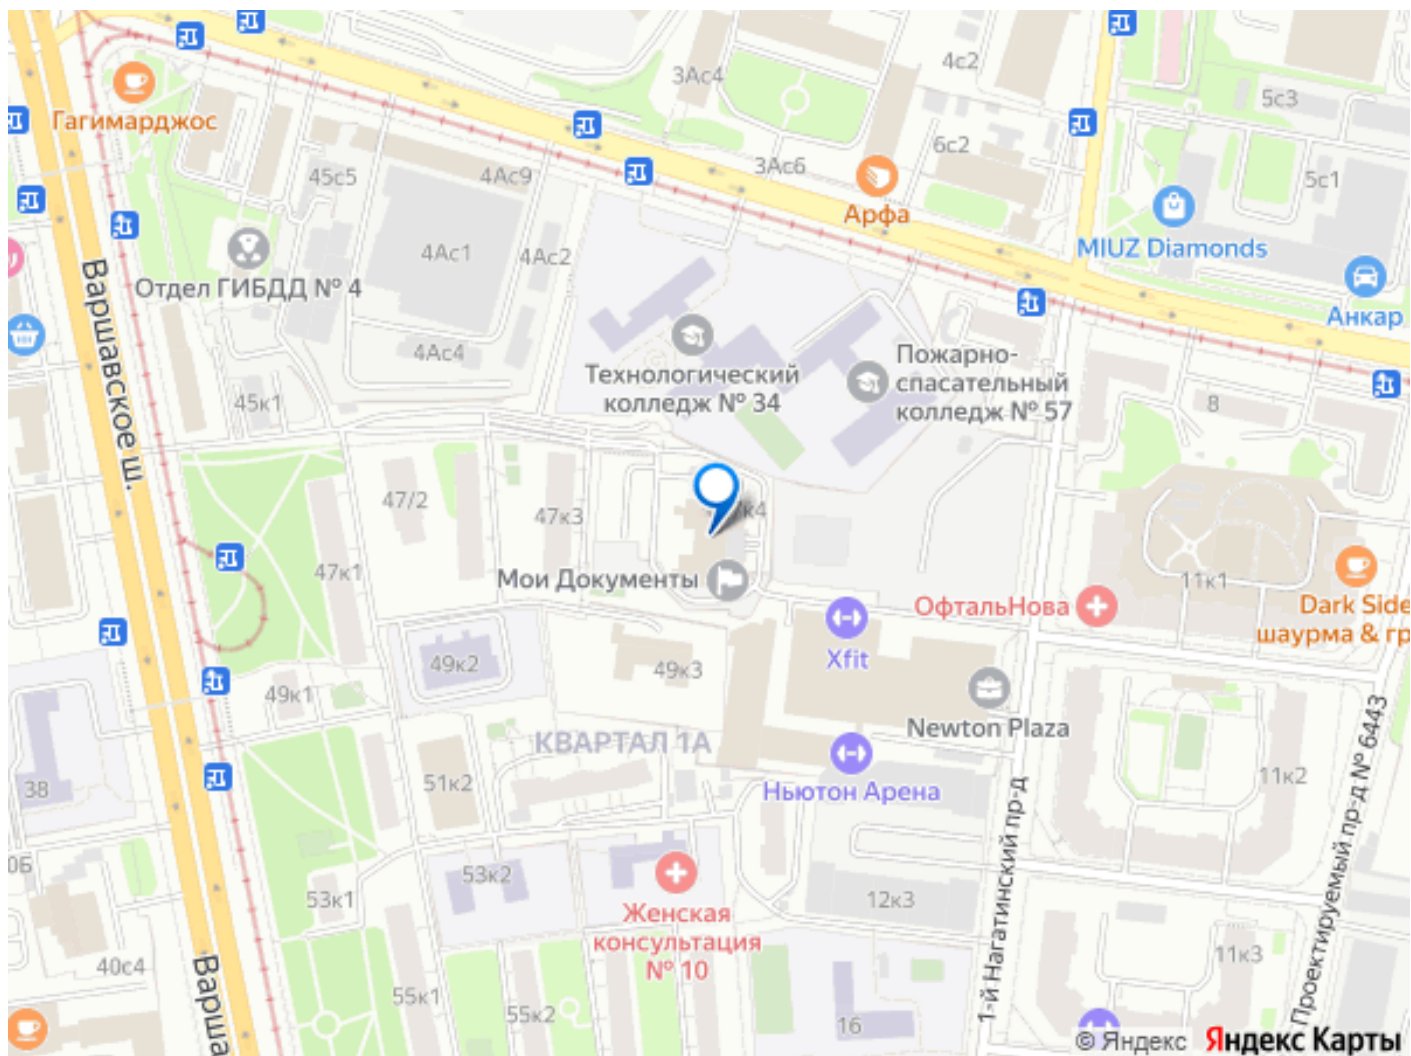 3Ас4
4с2
5с3
Гагимарджос
6с2
3Ас6
45с5
4Ас9
5с1
Арфа
MIUZ Diamonds
4Ас1
4Ас2
Отдел ГИБДД № 4
Анкар
Варшавское ш.
4Ас4
Технологический
колледж № 34
Пожарно-
спасательный
колледж № 57
45к1
8
47/2
47к3
47к1
Мои Документы
11к1
ОфтальНова
Dark Side
шаурма & гр
49к2
49к3
Xfit
49к1
Newton Plaza
КВАРТАЛ 1А
38
51к2
Ньютон Арена
11к2
1-й Нагатинский пр-д
Проектируемый пр-д № 6443
53к2
53к1
12к3
Женская
консультация
№ 10
40с4
Варша
11к3
55к1
55к2
16
© Яндекс Яндекс Карты